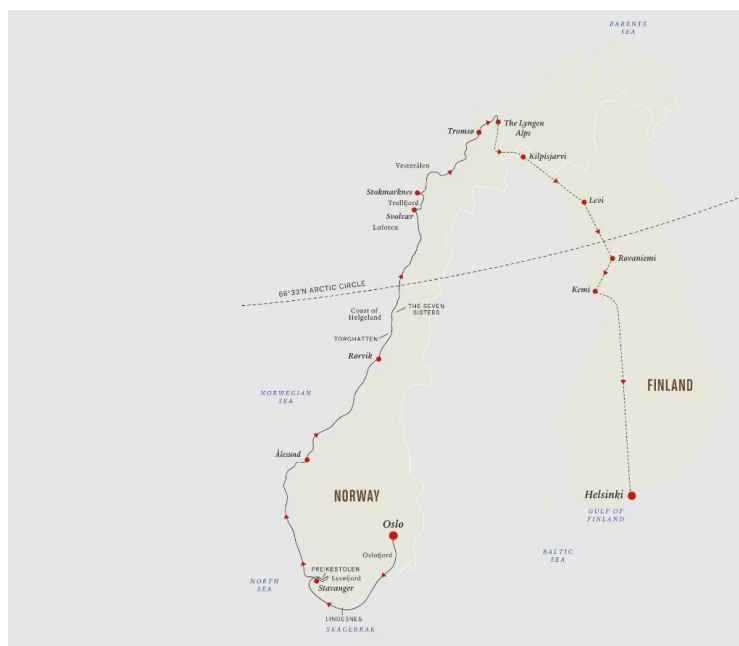 BARENTS
SEA
The Lyngen
Alps
Tromsø
Kilpisjarvi
Vesterålen
Stokmarknes
Trollfjord
Svolvær
Lofoten
Levi
Rovaniemi
66°33'N ARCTIC CIRCLE
Kemi
THE SEVEN
SISTERS
Coast of
Helgeland
TORGHATTEN
Rørvik
FINLAND
NORWEGIAN
SEA
Ålesund
NORWAY
Helsinki
GULF OF
FINLAND
Oslo
Oslofjord
BALTIC
SEA
PREIKESTOLEN
Lysefjord
Stavanger
NORTH
SEA
LINDESNES
SKAGERRAK